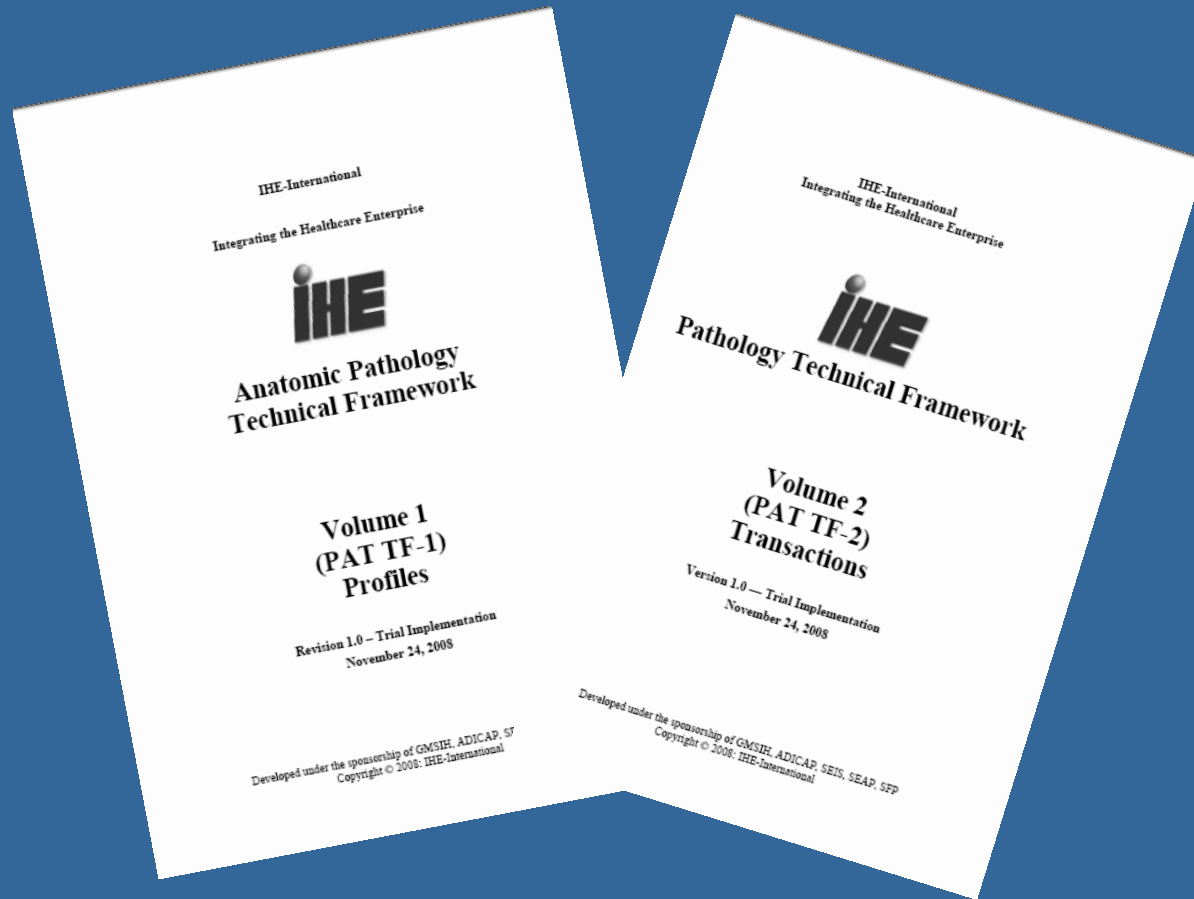 IHE-International
Integrating the Healthcare Enterprise
IHE
Anatomic Pathology
Technical Framework
Volume 1
(PAT TF-1)
Profiles
Revision 1.0 – Trial Implementation
November 24, 2008
Developed under the sponsorship of GMSIH, ADICAP,
Copyright © 2008: IHE-International
IHE-International
Integrating the Healthcare Enterprise
IHE
Pathology Technical Framework
Volume 2
(PAT TF-2)
Transactions
Version 1.0 — Trial Implementation
November 24, 2008
Developed under the sponsorship of GMSIH, ADICAP, SEIS, SEAP, SFP
Copyright © 2008: IHE-International